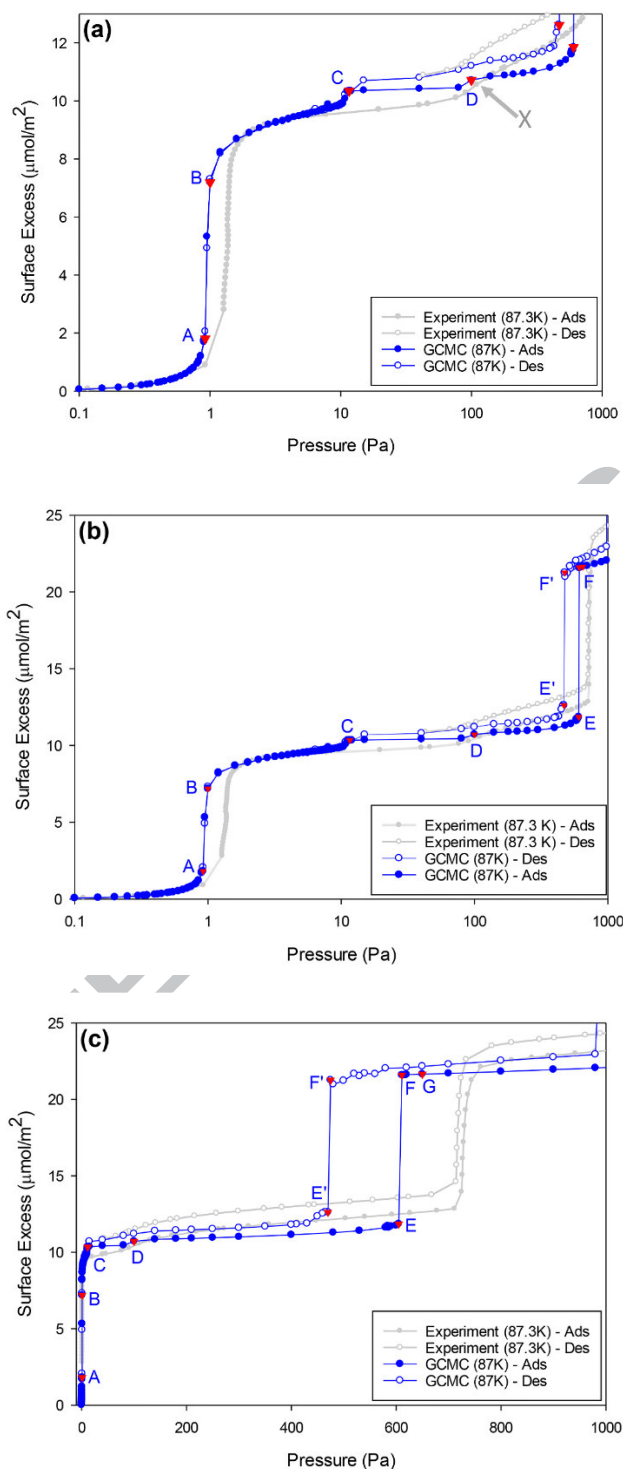 (a)
12
10
8
6
4
2
0
Surface Excess (μmol/m²)
A
B
C
D
X
Experiment (87.3K) - Ads
Experiment (87.3K) - Des
GCMC (87K) - Ads
GCMC (87K) - Des
0.1 1 10 100 1000
Pressure (Pa)
(b)
25
20
15
10
5
0
Surface Excess (μmol/m²)
A
B
C
D
E'
E
F'
F
Experiment (87.3 K) - Ads
Experiment (87.3 K) - Des
GCMC (87K) - Des
GCMC (87K) - Ads
0.1 1 10 100 1000
Pressure (Pa)
(c)
25
20
15
10
5
0
Surface Excess (μmol/m²)
F'
F
G
E'
E
D
C
B
A
Experiment (87.3K) - Ads
Experiment (87.3K) - Des
GCMC (87K) - Ads
GCMC (87K) - Des
0 200 400 600 800 1000
Pressure (Pa)